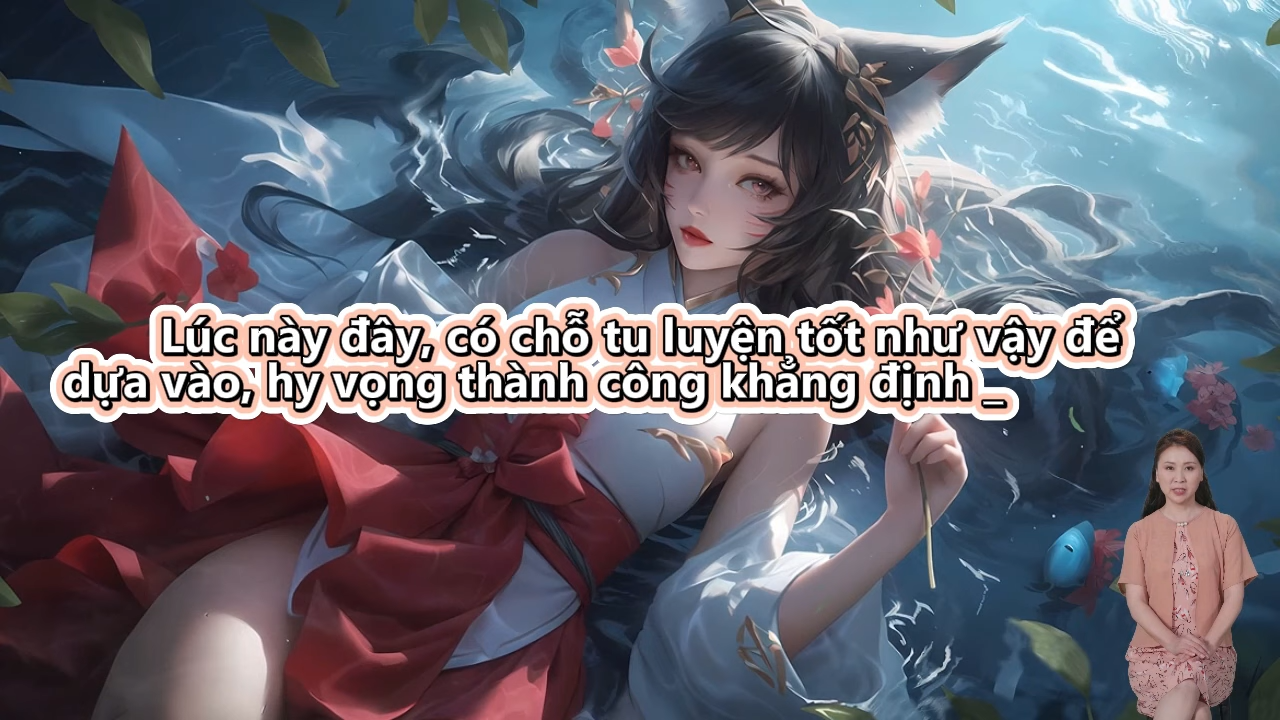 Lúc này đây, có chỗ tu luyện tốt như vậy để
dựa vào, hy vọng thành công khẳng định _